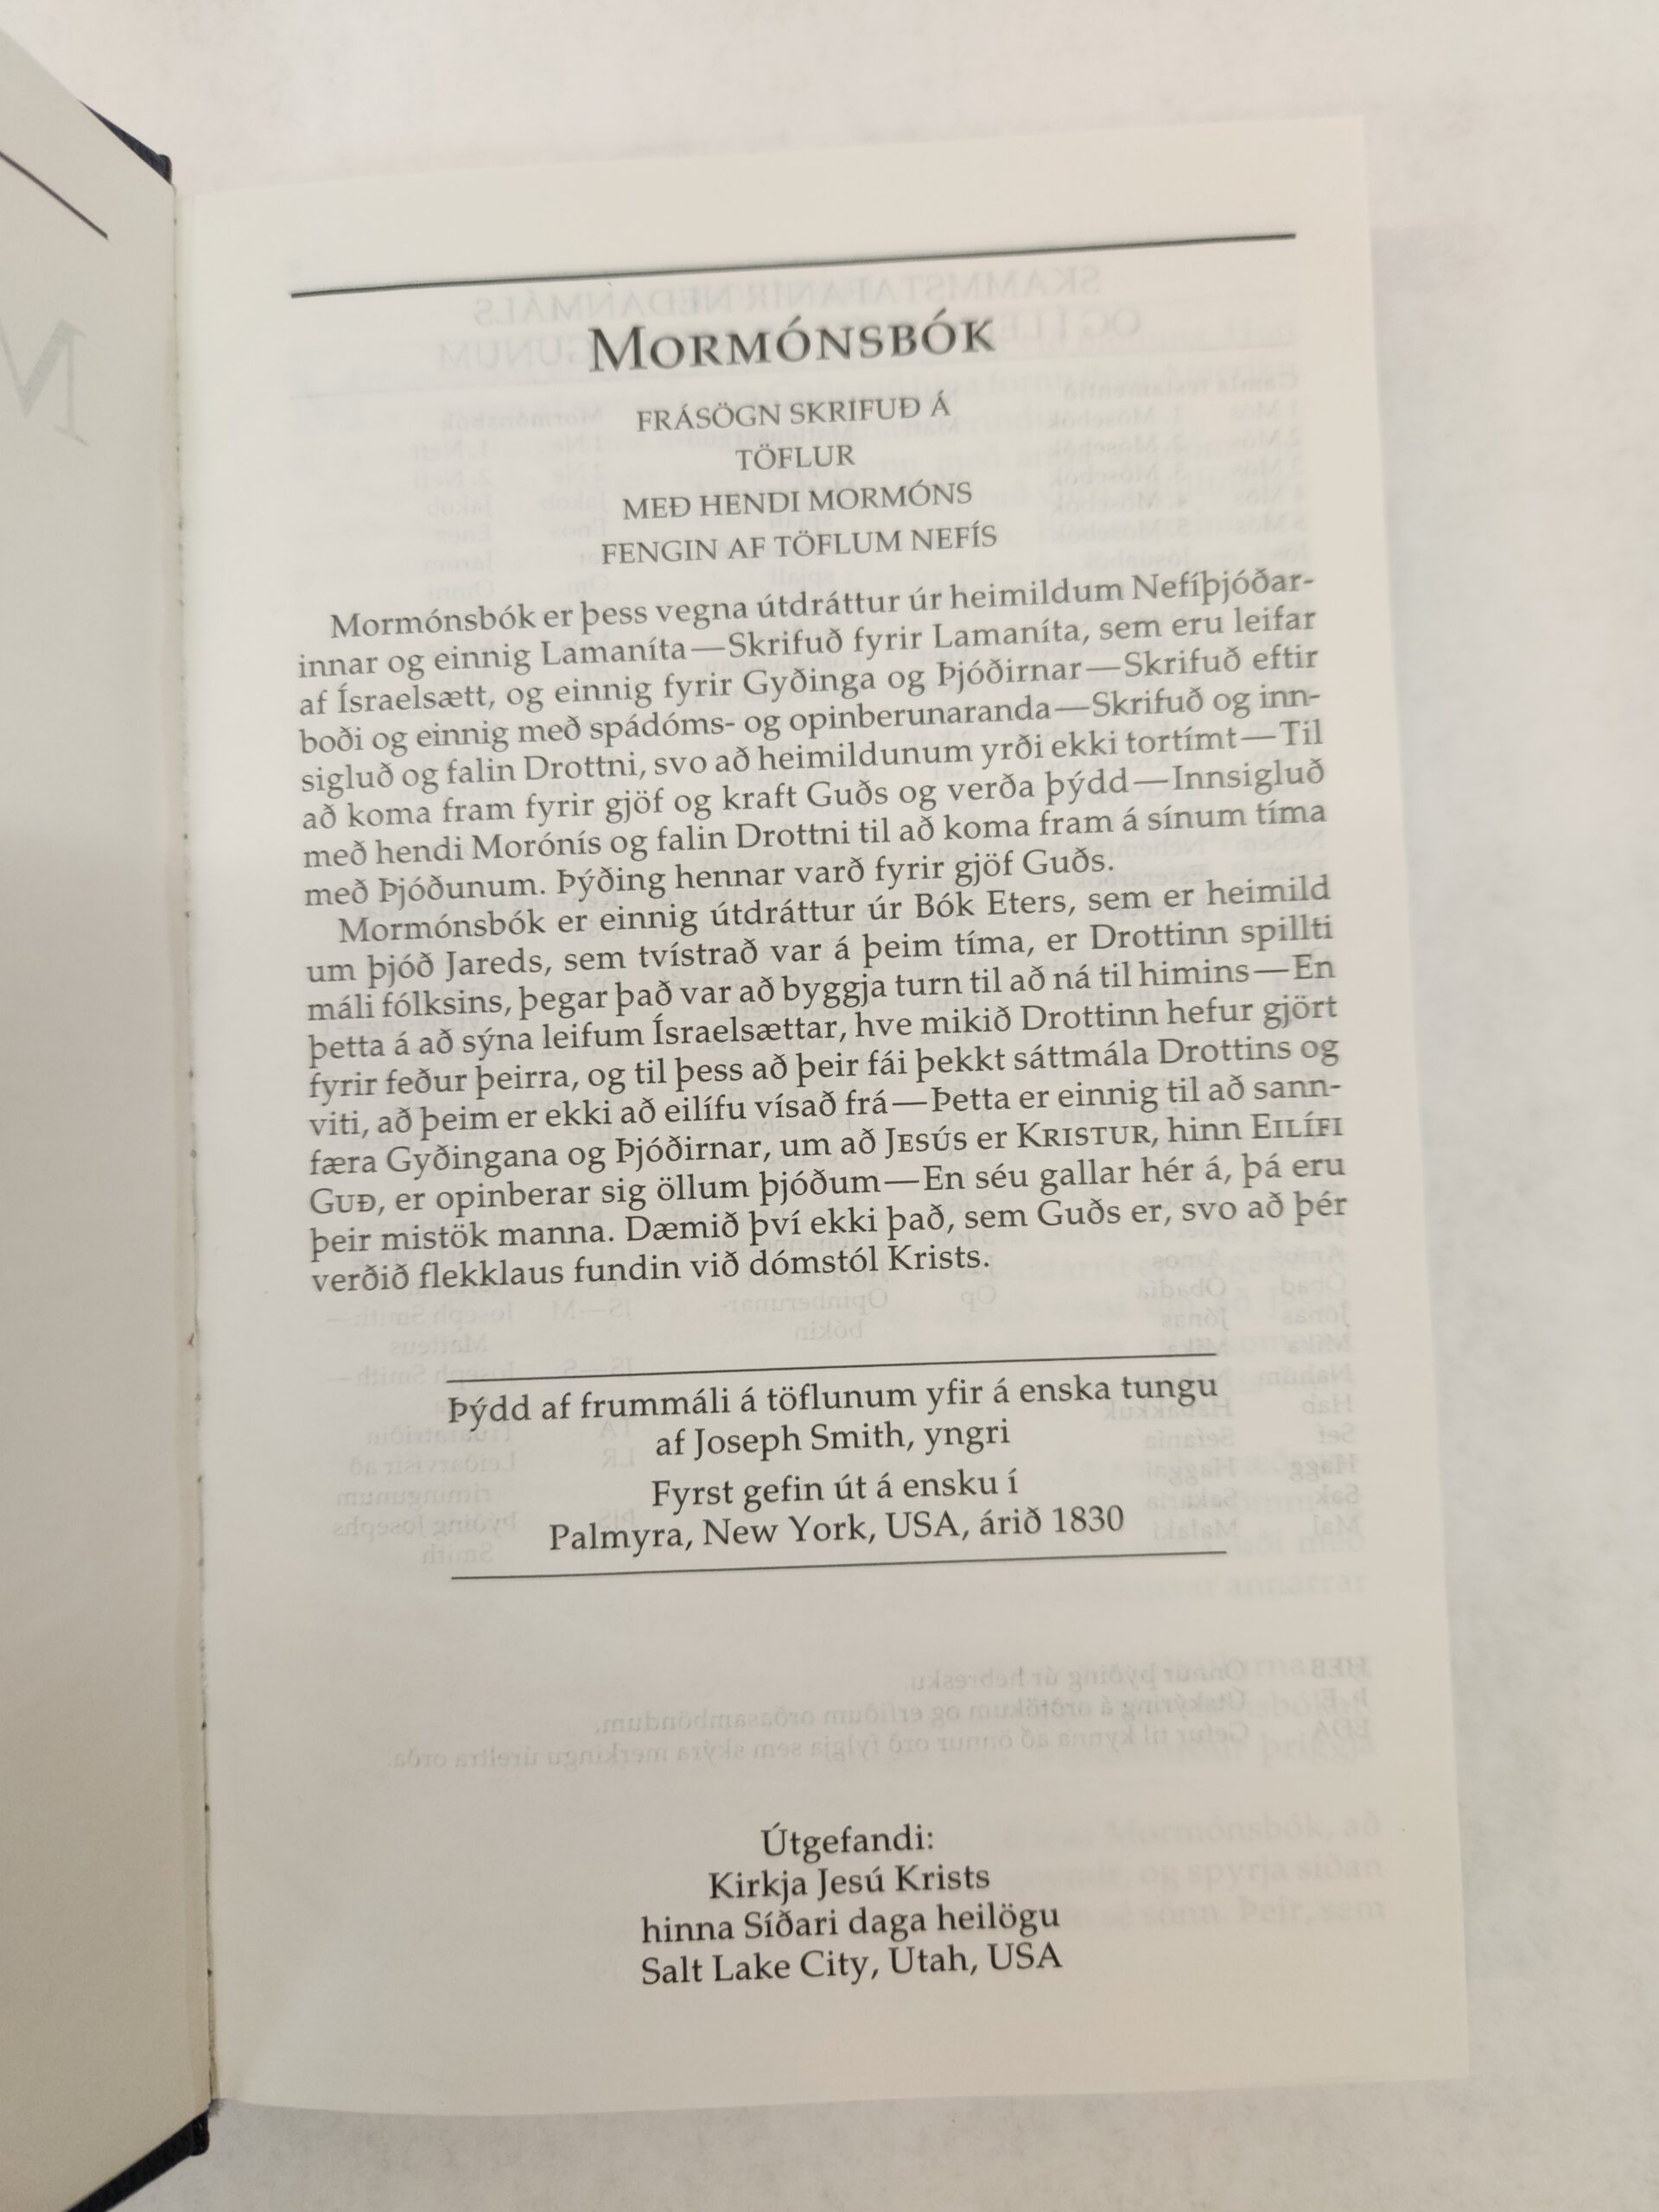 MORMÓNSBÓK
FRÁSÖGN SKRIFUÐ Á
TÖFLUR
MEÐ HENDI MORMÓNS
FENGIN AF TÖFLUM NEFÍS
Mormónsbók er þess vegna útdráttur úr heimildum Nefíþjóðar-
innar og einnig Lamaníta—Skrifuð fyrir Lamaníta, sem eru leifar
af Ísraelsætt, og einnig fyrir Gyðinga og Þjóðirnar—Skrifuð eftir
boði og einnig með spádóms- og opinberunaranda—Skrifuð og inn-
sigluð og falin Drottni, svo að heimildunum yrði ekki tortímt—Til
að koma fram fyrir gjöf og kraft Guðs og verða þýdd—Innsigluð
með hendi Morónís og falin Drottni til að koma fram á sínum tíma
með Þjóðunum. Þýðing hennar varð fyrir gjöf Guðs.
Mormónsbók er einnig útdráttur úr Bók Eters, sem er heimild
um þjóð Jareds, sem tvístrað var á þeim tíma, er Drottinn spillti
máli fólksins, þegar það var að byggja turn til að ná til himins—En
þetta á að sýna leifum Ísraelsættar, hve mikið Drottinn hefur gjört
fyrir feður þeirra, og til þess að þeir fái þekkt sáttmála Drottins og
viti, að þeim er ekki að eilífu vísað frá—Þetta er einnig til að sann-
færa Gyðingana og Þjóðirnar, um að JESÚS er KRISTUR, hinn EILÍFI
GUÐ, er opinberar sig öllum þjóðum—En séu gallar hér á, þá eru
þeir mistök manna. Dæmið því ekki það, sem Guðs er, svo að þér
verðið flekklaus fundin við dómstól Krists.
Þýdd af frummáli á töflunum yfir á enska tungu
af Joseph Smith, yngri
Fyrst gefin út á ensku í
Palmyra, New York, USA, árið 1830
Útgefandi:
Kirkja Jesú Krists
hinna Síðari daga heilögu
Salt Lake City, Utah, USA